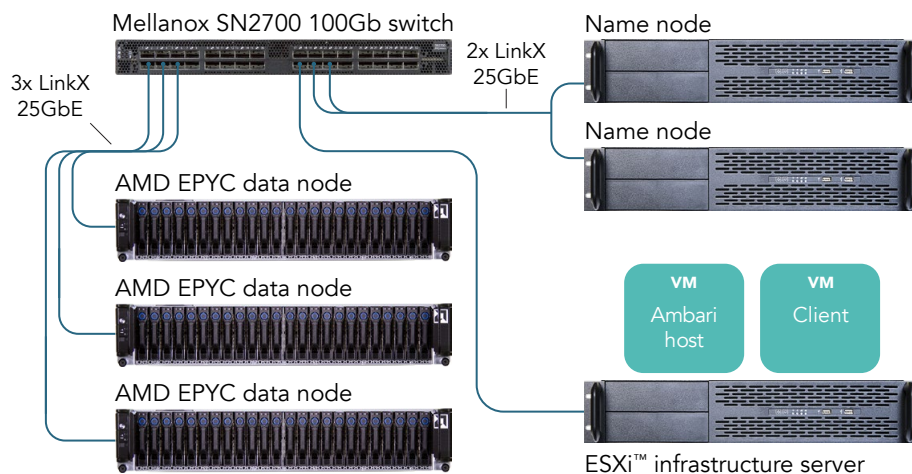 Mellanox SN2700 100Gb switch
Name node
2x LinkX
25GbE
3x LinkX
25GbE
Name node
AMD EPYC data node
AMD EPYC data node
VM
Ambari
host
VM
Client
AMD EPYC data node
ESXi™ infrastructure server